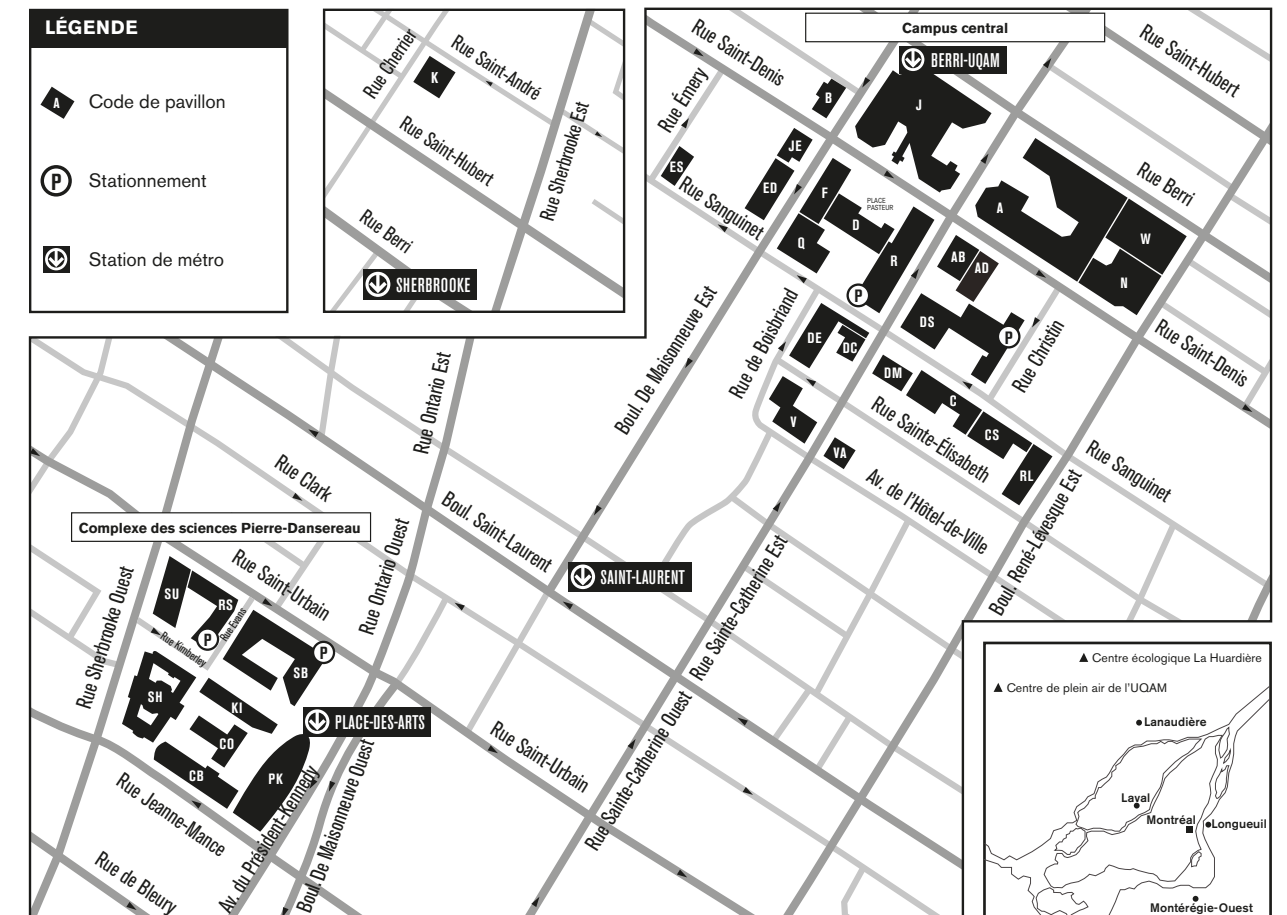 LÉGENDE
A
Code de pavillon
P
Stationnement
Station de métro
Rue Cherrier
K
Rue Saint-André
Rue Saint-Hubert
Rue Sherbrooke Est
Rue Berri
SHERBROOKE
Campus central
BERRI-UQAM
Rue Saint-Denis
Rue Saint-Hubert
Rue Émery
B
J
JE
ES
ED
Rue Sanguinet
F
PLACE
PASTEUR
D
Q
R
P
A
Rue Berri
W
N
AB
AD
DS
P
Rue Christin
Rue Saint-Denis
Boul. De Maisonneuve Est
Rue de Boisbriand
DE
DC
DM
C
CS
RL
Rue Sainte-Élisabeth
Rue Sanguinet
V
VA
Av. de l'Hôtel-de-Ville
Boul. René-Lévesque Est
Rue Ontario Est
Rue Clark
Boul. Saint-Laurent
SAINT-LAURENT
Rue Sainte-Catherine Est
Complexe des sciences Pierre-Dansereau
Rue Sherbrooke Ouest
Rue Saint-Urbain
Rue Ontario Ouest
SU
RS
P
Rue Evans
Rue Kimberley
P
SB
SH
KI
CO
CB
PK
PLACE-DES-ARTS
Rue Jeanne-Mance
Rue de Bleury
Av. du Président-Kennedy
Boul. De Maisonneuve Ouest
Rue Saint-Urbain
Rue Sainte-Catherine Ouest
▲ Centre écologique La Huardière
▲ Centre de plein air de l'UQAM
Lanaudière
Laval
Montréal
Longueuil
Montérégie-Ouest